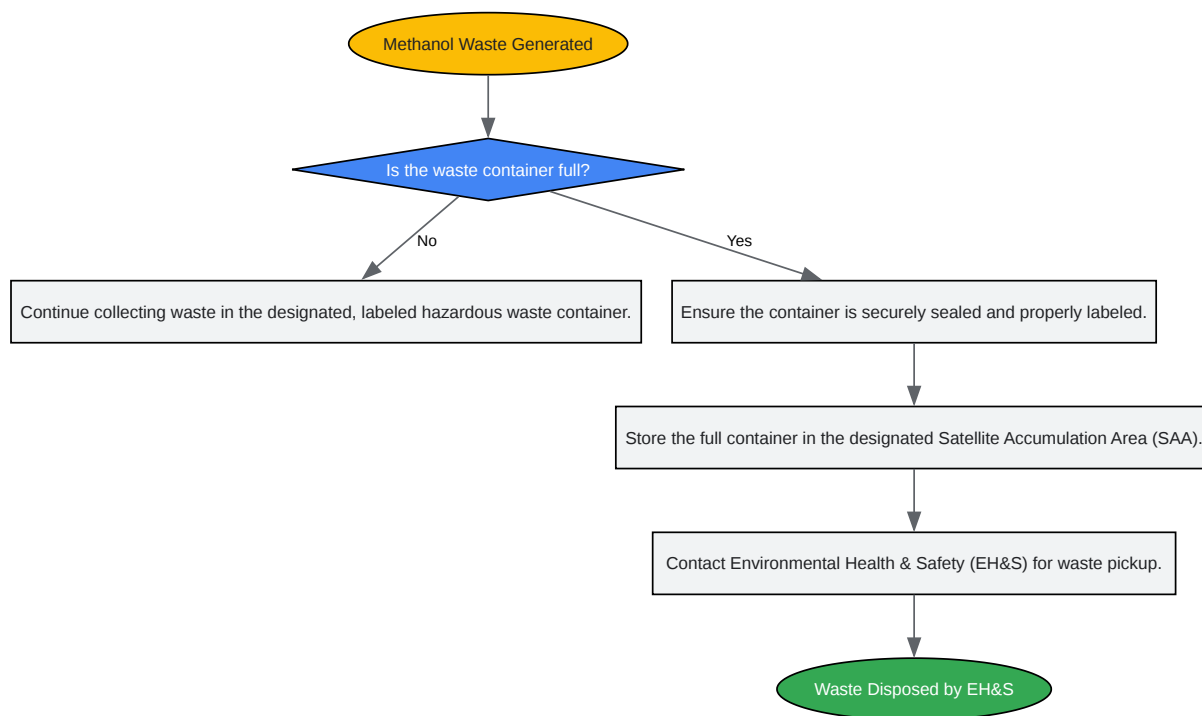 Methanol Waste Generated
Is the waste container full?
No
Yes
Continue collecting waste in the designated, labeled hazardous waste container.
Ensure the container is securely sealed and properly labeled.
Store the full container in the designated Satellite Accumulation Area (SAA).
Contact Environmental Health & Safety (EH&S) for waste pickup.
Waste Disposed by EH&S